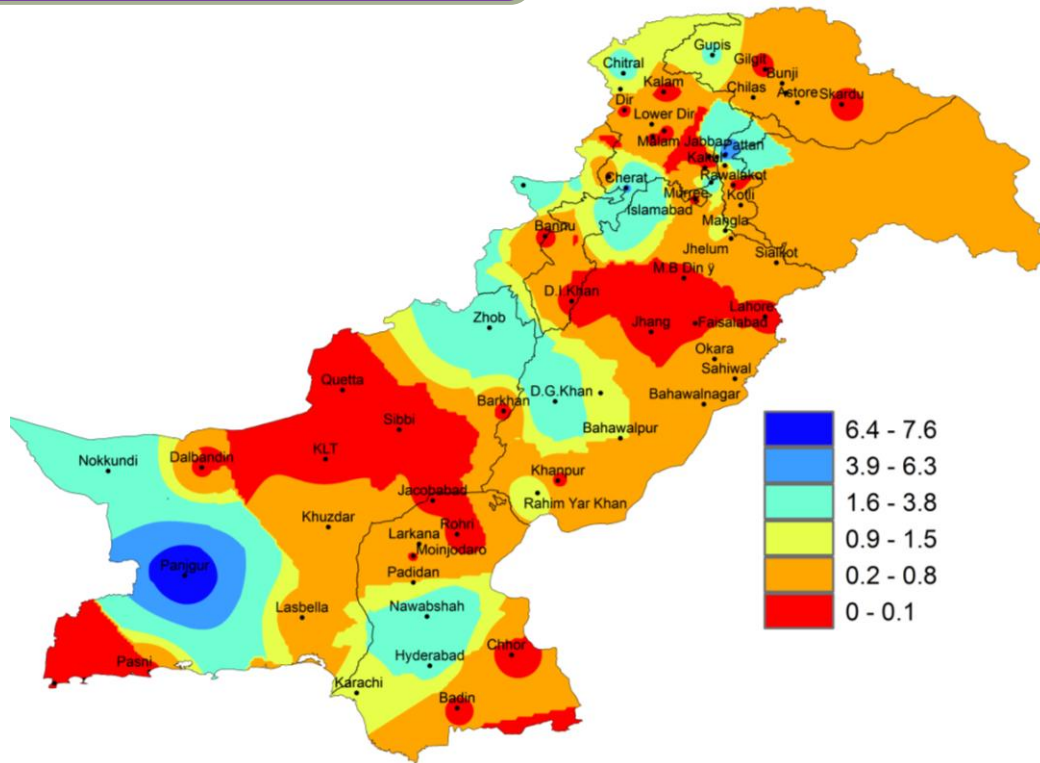 Gupis
Chitral
Gilgit
Bunji
Kalam
Chilas
Astore
Skardu
Dir
Lower Dir
Malam Jabbar
Pattan
Kakul
Cherat
Rawalakot
Murree
Kotli
Islamabad
Mangla
Bannu
Jhelum
Sialkot
M.B Din ÿ
D.I.Khan
Lahore
Zhob
Jhang
Faisalabad
Okara
Sahiwal
Quetta
D.G.Khan
Bahawalnagar
Barkhan
Sibbi
Bahawalpur
Nokkundi
Dalbandin
KLT
Khanpur
Jacobabad
Rahim Yar Khan
Khuzdar
Larkana
Rohri
Moinjodaro
Panjgur
Padidan
Lasbella
Nawabshah
Chhor
Pasni
Hyderabad
Karachi
Badin
6.4 - 7.6
3.9 - 6.3
1.6 - 3.8
0.9 - 1.5
0.2 - 0.8
0 - 0.1